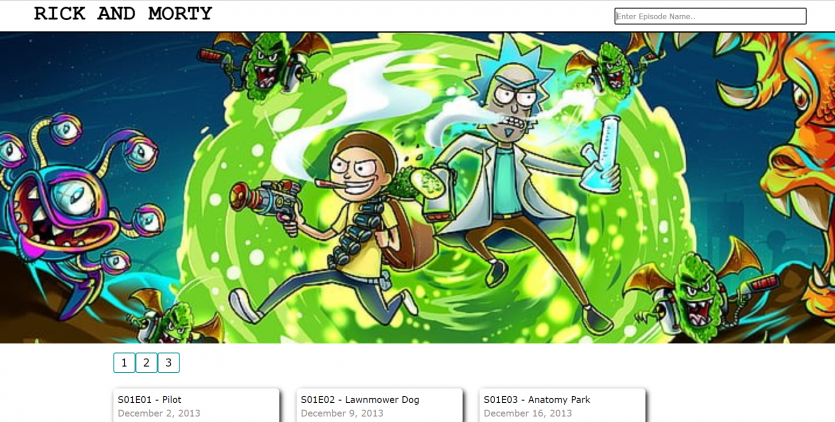 RICK AND MORTY
Enter Episode Name..
1 2 3
S01E01 - Pilot
December 2, 2013
S01E02 - Lawnmower Dog
December 9, 2013
S01E03 - Anatomy Park
December 16, 2013